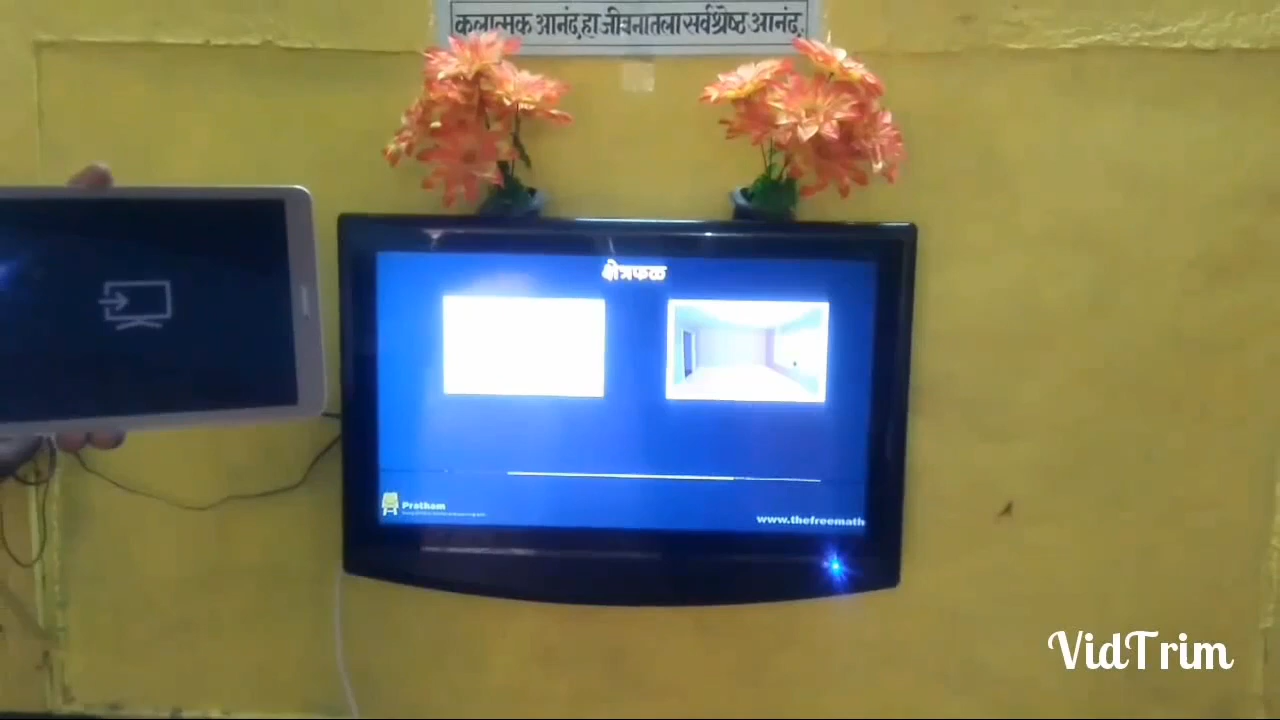 कलात्मक आनंद हा जीवनातला सर्वश्रेष्ठ आनंद.
क्षेत्रफळ
Pratham
www.thefreemath
VidTrim